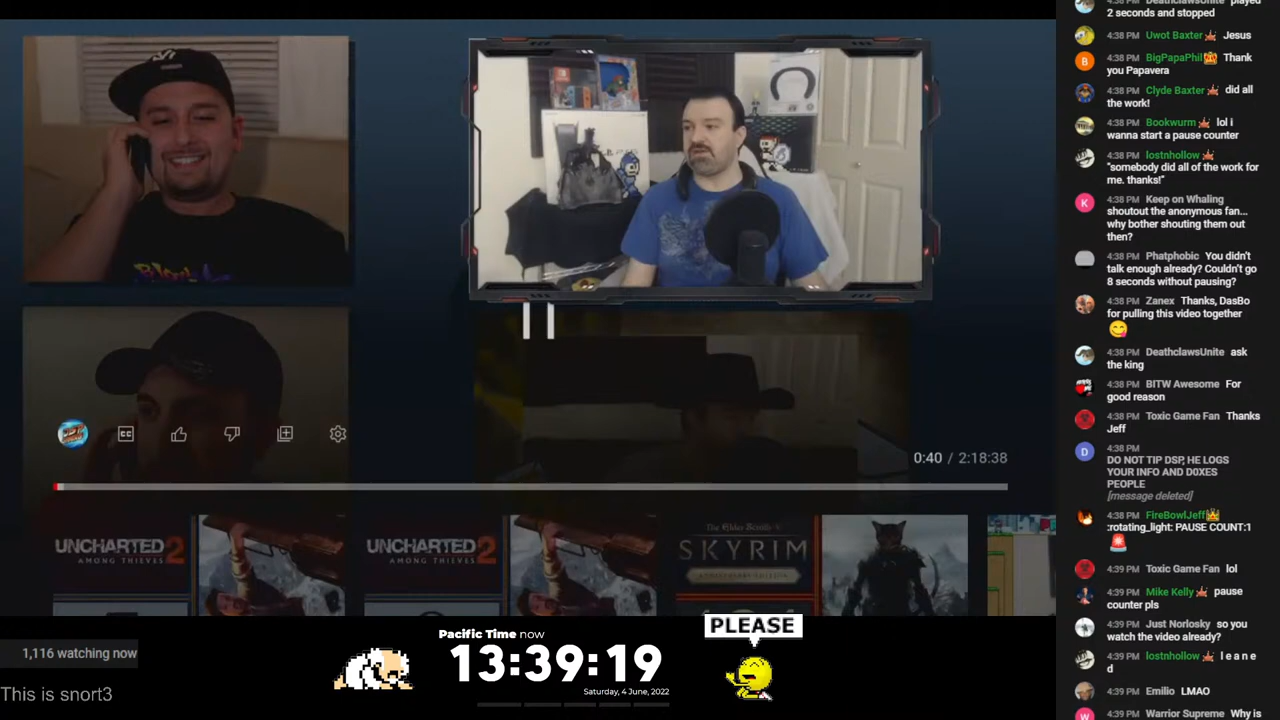 2 seconds and stopped
4:38 PM Uwot Baxter Jesus
4:38 PM BigPapaPhil Thank
you Papavera
4:38 PM Clyde Baxter did all
the work!
4:38 PM Bookwurm lol i
wanna start a pause counter
4:38 PM lostnhollow
"somebody did all of the work for
me. thanks!"
K
4:38 PM Keep on Whaling
shoutout the anonymous fan...
why bother shouting them out
then?
4:38 PM Phatphobic You didn't
talk enough already? Couldn't go
8 seconds without pausing?
4:38 PM Zanex Thanks, DasBo
for pulling this video together
4:38 PM DeathclawsUnite ask
the king
4:38 PM BITW Awesome For
good reason
4:38 PM Toxic Game Fan Thanks
Jeff
D
4:38 PM
DO NOT TIP DSP, HE LOGS
YOUR INFO AND D0XES
PEOPLE
[message deleted]
4:38 PM FireBowlJeff
:rotating_light: PAUSE COUNT:1
4:39 PM Toxic Game Fan lol
4:39 PM Mike Kelly pause
counter pls
4:39 PM Just Norlosky so you
watch the video already?
4:39 PM lostnhollow l e a n e
d
4:39 PM Emilio LMAO
4:39 PM Warrior Supreme Why is
CC
0:40 / 2:18:38
UNCHARTED 2
AMONG THIEVES
UNCHARTED 2
AMONG THIEVES
The Elder Scrolls V
SKYRIM
ANNIVERSARY EDITION
1,116 watching now
This is snort3
Pacific Time now
13:39:19
Saturday, 4 June, 2022
PLEASE